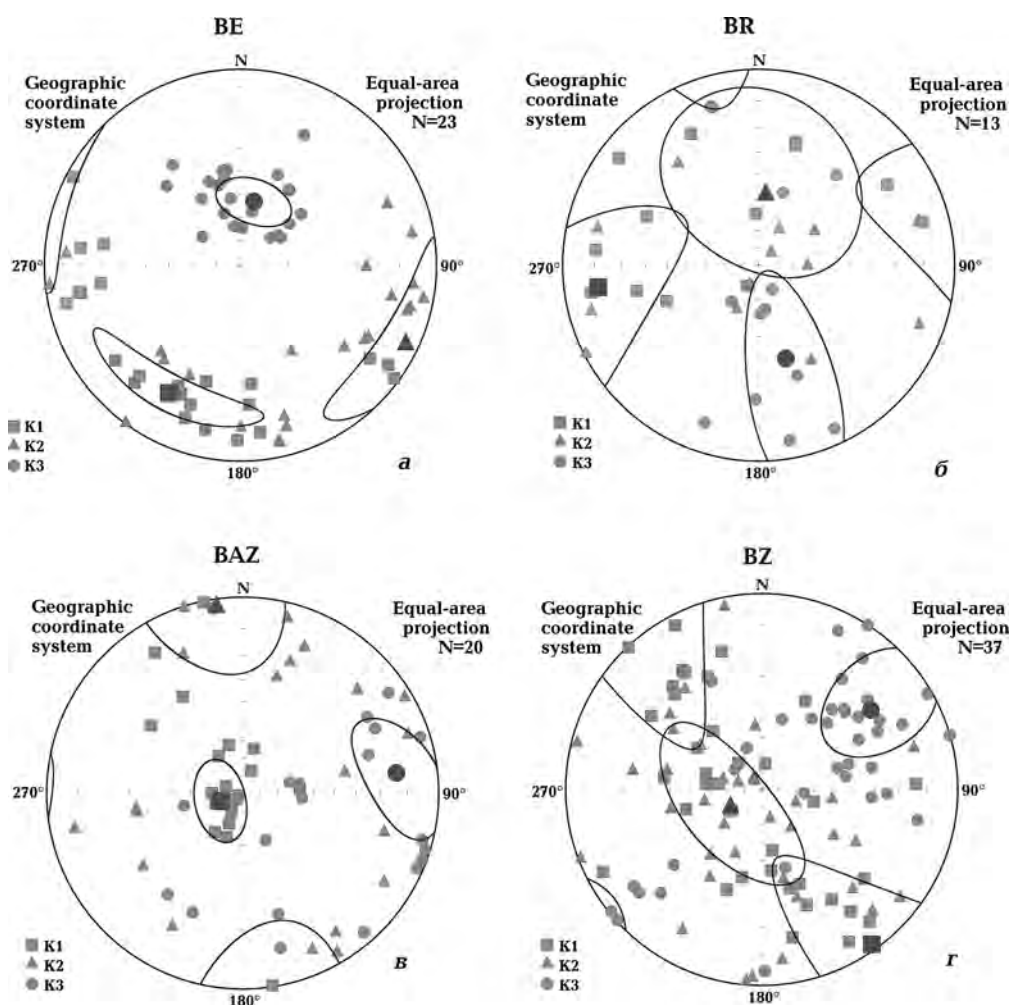 BE
N
Geographic
coordinate
system
Equal-area
projection
N=23
270°
90°
180°
K1
K2
K3
а
BR
N
Geographic
coordinate
system
Equal-area
projection
N=13
270°
90°
180°
K1
K2
K3
б
BAZ
N
Geographic
coordinate
system
Equal-area
projection
N=20
270°
90°
180°
K1
K2
K3
в
BZ
N
Geographic
coordinate
system
Equal-area
projection
N=37
270°
90°
180°
K1
K2
K3
г